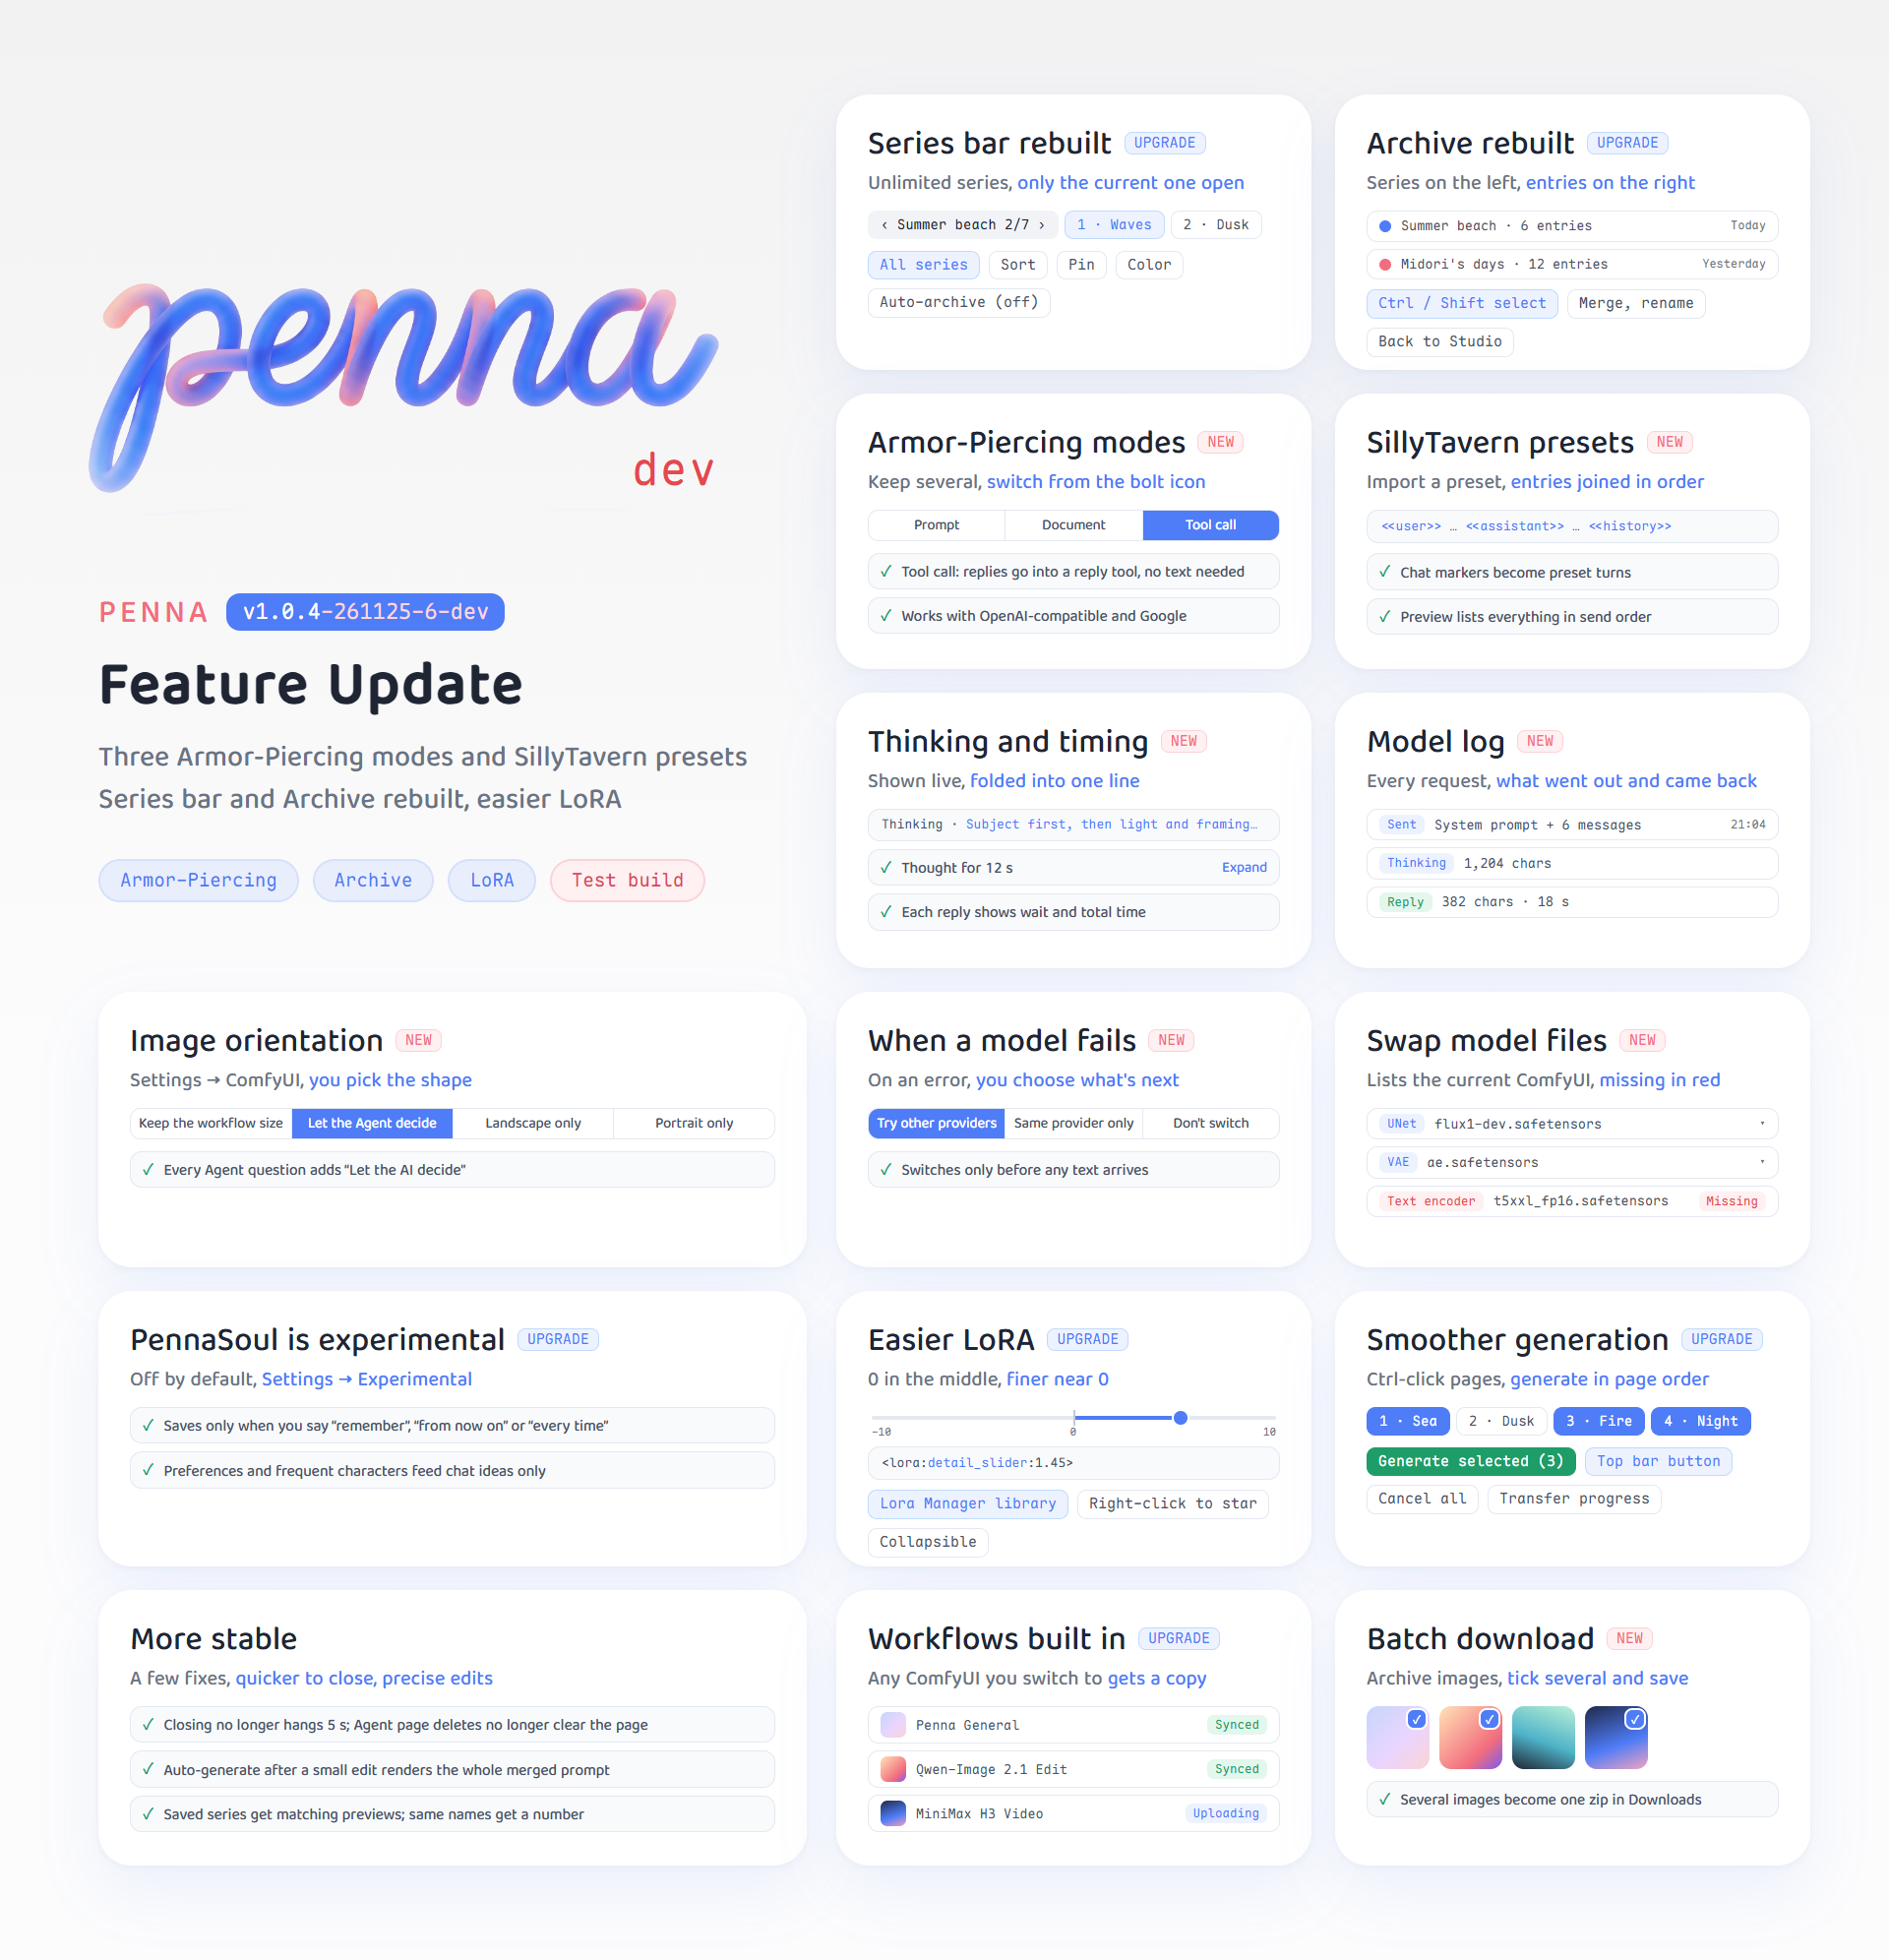 penna
dev
PENNA v1.0.4-261125-6-dev
Feature Update
Three Armor-Piercing modes and SillyTavern presets
Series bar and Archive rebuilt, easier LoRA
Armor-Piercing Archive LoRA Test build
Series bar rebuilt UPGRADE
Unlimited series, only the current one open
‹ Summer beach 2/7 › 1 · Waves 2 · Dusk
All series Sort Pin Color
Auto-archive (off)
Archive rebuilt UPGRADE
Series on the left, entries on the right
Summer beach · 6 entries Today
Midori's days · 12 entries Yesterday
Ctrl / Shift select Merge, rename
Back to Studio
Armor-Piercing modes NEW
Keep several, switch from the bolt icon
Prompt Document Tool call
✓ Tool call: replies go into a reply tool, no text needed
✓ Works with OpenAI-compatible and Google
SillyTavern presets NEW
Import a preset, entries joined in order
<<user>> … <<assistant>> … <<history>>
✓ Chat markers become preset turns
✓ Preview lists everything in send order
Thinking and timing NEW
Shown live, folded into one line
Thinking · Subject first, then light and framing…
✓ Thought for 12 s Expand
✓ Each reply shows wait and total time
Model log NEW
Every request, what went out and came back
Sent System prompt + 6 messages 21:04
Thinking 1,204 chars
Reply 382 chars · 18 s
Image orientation NEW
Settings → ComfyUI, you pick the shape
Keep the workflow size Let the Agent decide Landscape only Portrait only
✓ Every Agent question adds “Let the AI decide”
When a model fails NEW
On an error, you choose what's next
Try other providers Same provider only Don't switch
✓ Switches only before any text arrives
Swap model files NEW
Lists the current ComfyUI, missing in red
UNet flux1-dev.safetensors
VAE ae.safetensors
Text encoder t5xxl_fp16.safetensors Missing
PennaSoul is experimental UPGRADE
Off by default, Settings → Experimental
✓ Saves only when you say “remember”, “from now on” or “every time”
✓ Preferences and frequent characters feed chat ideas only
Easier LoRA UPGRADE
0 in the middle, finer near 0
-10 0 10
<lora:detail_slider:1.45>
Lora Manager library Right-click to star
Collapsible
Smoother generation UPGRADE
Ctrl-click pages, generate in page order
1 · Sea 2 · Dusk 3 · Fire 4 · Night
Generate selected (3) Top bar button
Cancel all Transfer progress
More stable
A few fixes, quicker to close, precise edits
✓ Closing no longer hangs 5 s; Agent page deletes no longer clear the page
✓ Auto-generate after a small edit renders the whole merged prompt
✓ Saved series get matching previews; same names get a number
Workflows built in UPGRADE
Any ComfyUI you switch to gets a copy
Penna General Synced
Qwen-Image 2.1 Edit Synced
MiniMax H3 Video Uploading
Batch download NEW
Archive images, tick several and save
✓ Several images become one zip in Downloads